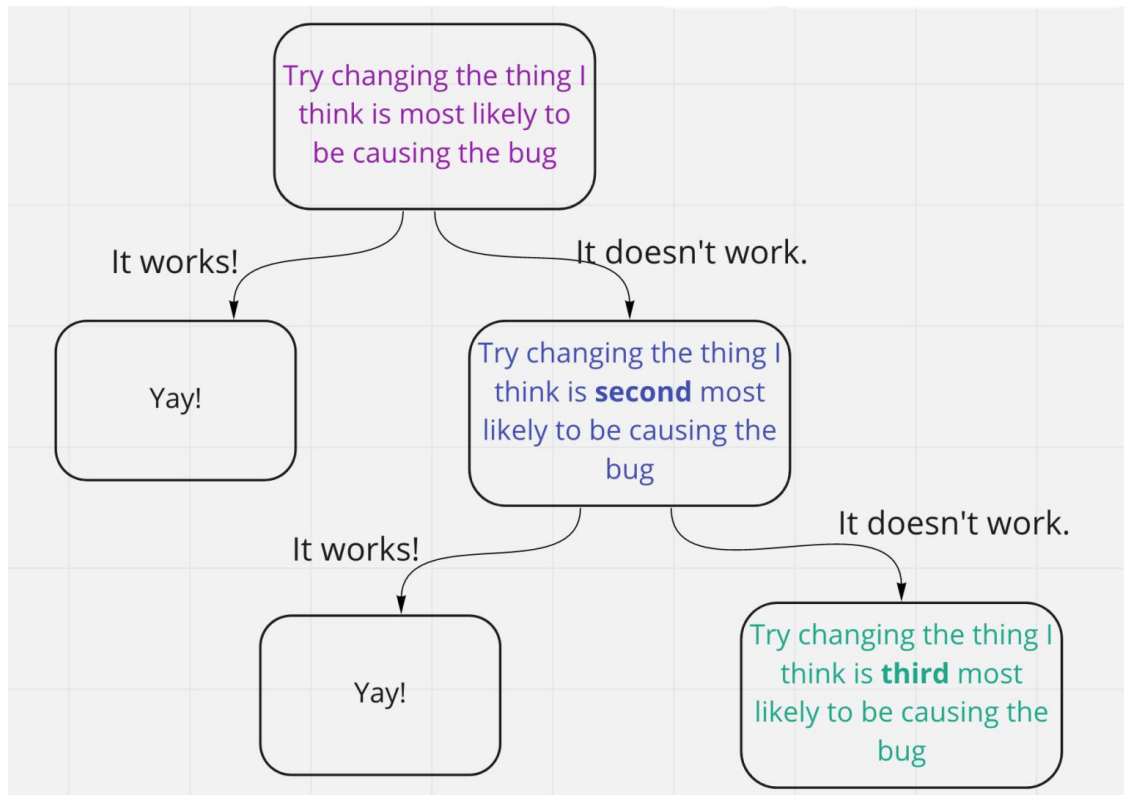 Try changing the thing I
think is most likely to
be causing the bug
It works!
It doesn't work.
Yay!
Try changing the thing I
think is second most
likely to be causing the
bug
It works!
It doesn't work.
Yay!
Try changing the thing I
think is third most
likely to be causing the
bug